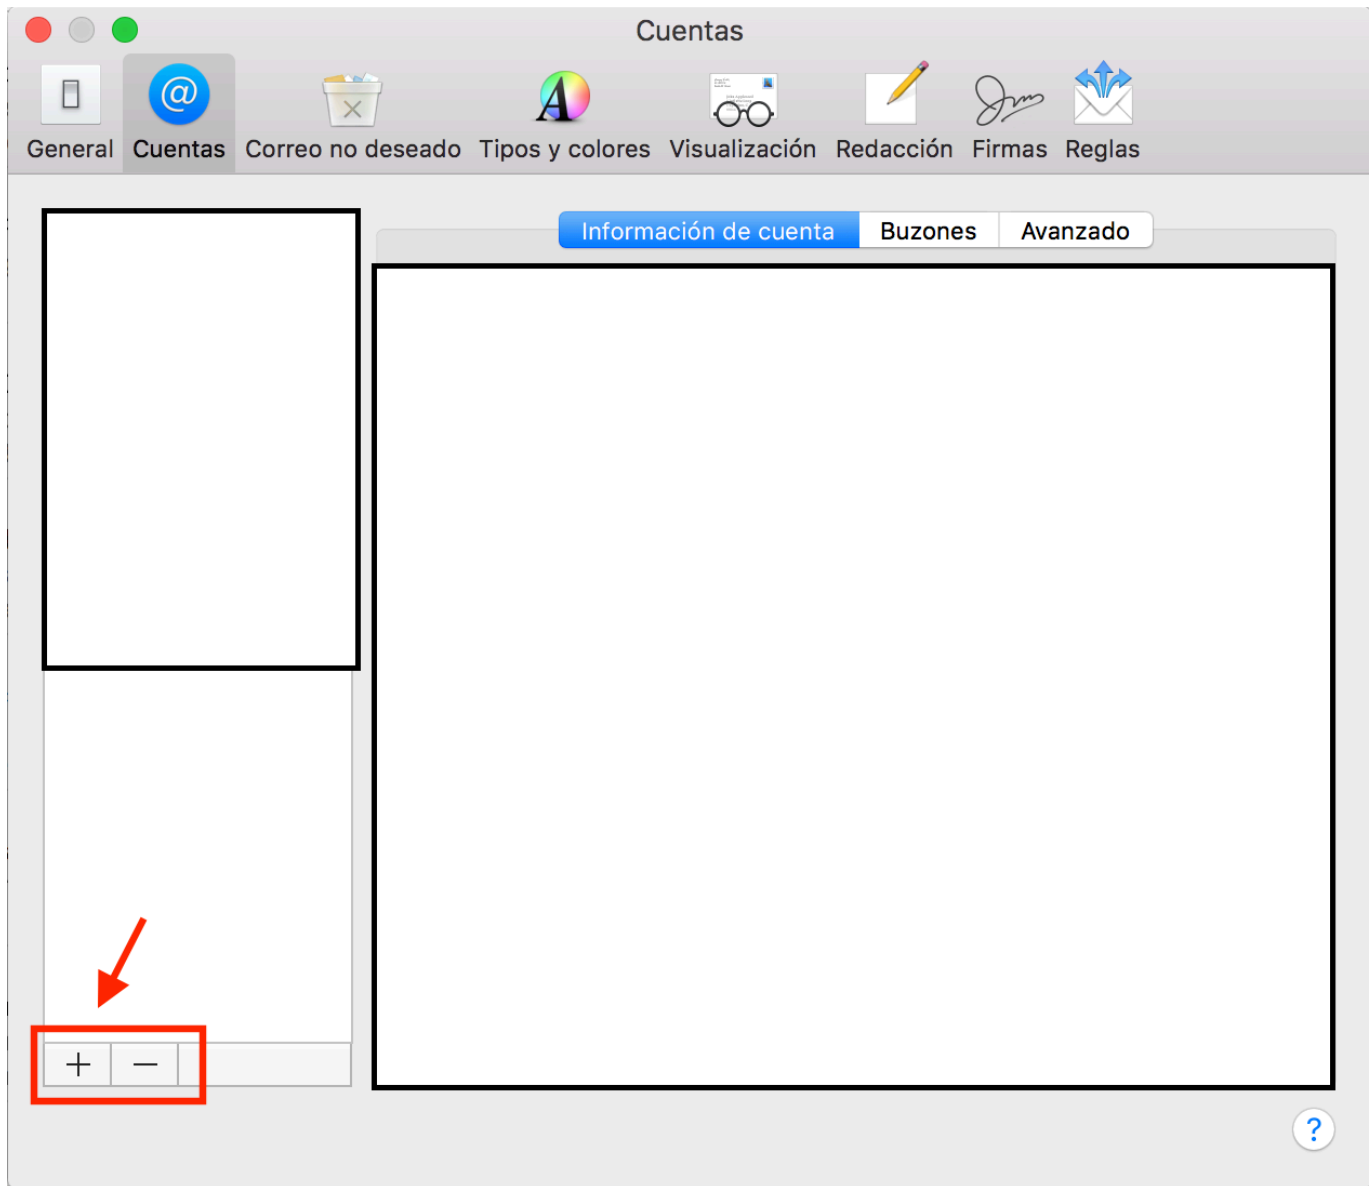 Cuentas
General Cuentas Correo no deseado Tipos y colores Visualización Redacción Firmas Reglas
Información de cuenta Buzones Avanzado
+ −
?